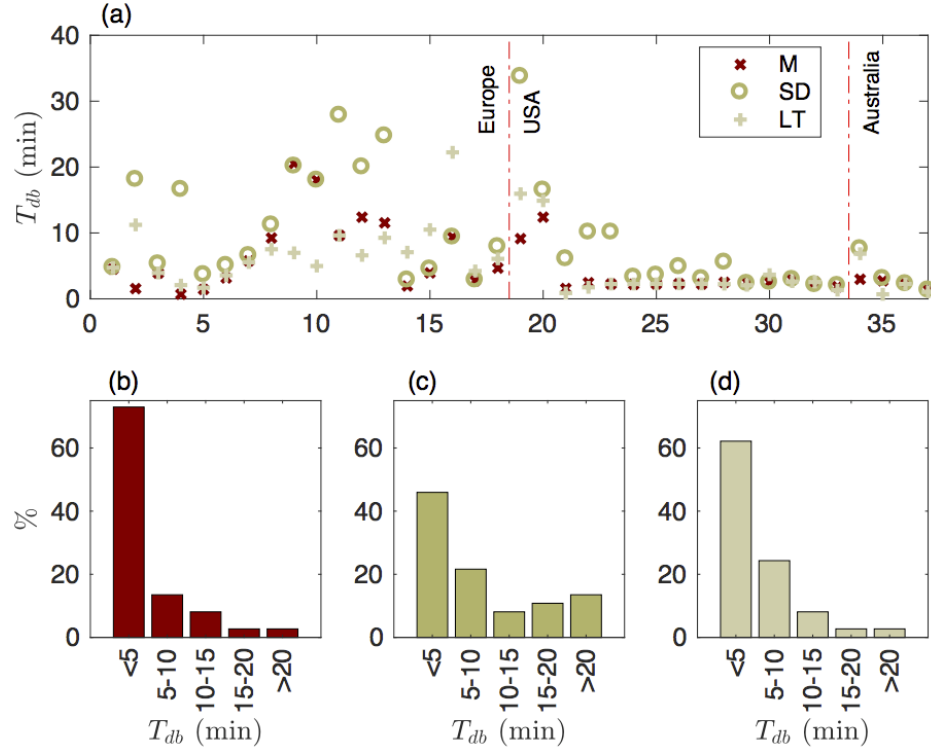 (a)
40
30
20
10
0
T_db (min)
0 5 10 15 20 25 30 35
Europe
USA
Australia
M
SD
LT
(b) (c) (d)
60 60 60
40 40 40
20 20 20
0 0 0
%
<5 5-10 10-15 15-20 >20
<5 5-10 10-15 15-20 >20
<5 5-10 10-15 15-20 >20
T_db (min) T_db (min) T_db (min)